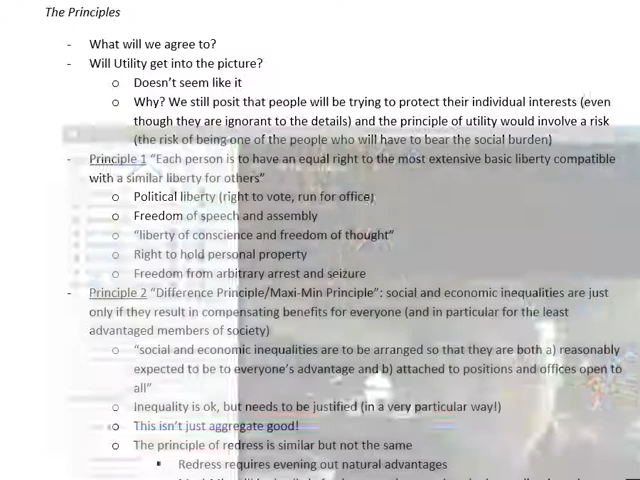 The Principles
- What will we agree to?
- Will Utility get into the picture?
o Doesn't seem like it
o Why? We still posit that people will be trying to protect their individual interests (even
though they are ignorant to the details) and the principle of utility would involve a risk
(the risk of being one of the people who will have to bear the social burden)
- Principle 1 "Each person is to have an equal right to the most extensive basic liberty compatible
with a similar liberty for others"
o Political liberty (right to vote, run for office)
o Freedom of speech and assembly
o "liberty of conscience and freedom of thought"
o Right to hold personal property
o Freedom from arbitrary arrest and seizure
- Principle 2 "Difference Principle/Maxi-Min Principle": social and economic inequalities are just
only if they result in compensating benefits for everyone (and in particular for the least
advantaged members of society)
o "social and economic inequalities are to be arranged so that they are both a) reasonably
expected to be to everyone's advantage and b) attached to positions and offices open to
all"
o Inequality is ok, but needs to be justified (in a very particular way!)
o This isn't just aggregate good!
o The principle of redress is similar but not the same
▪ Redress requires evening out natural advantages